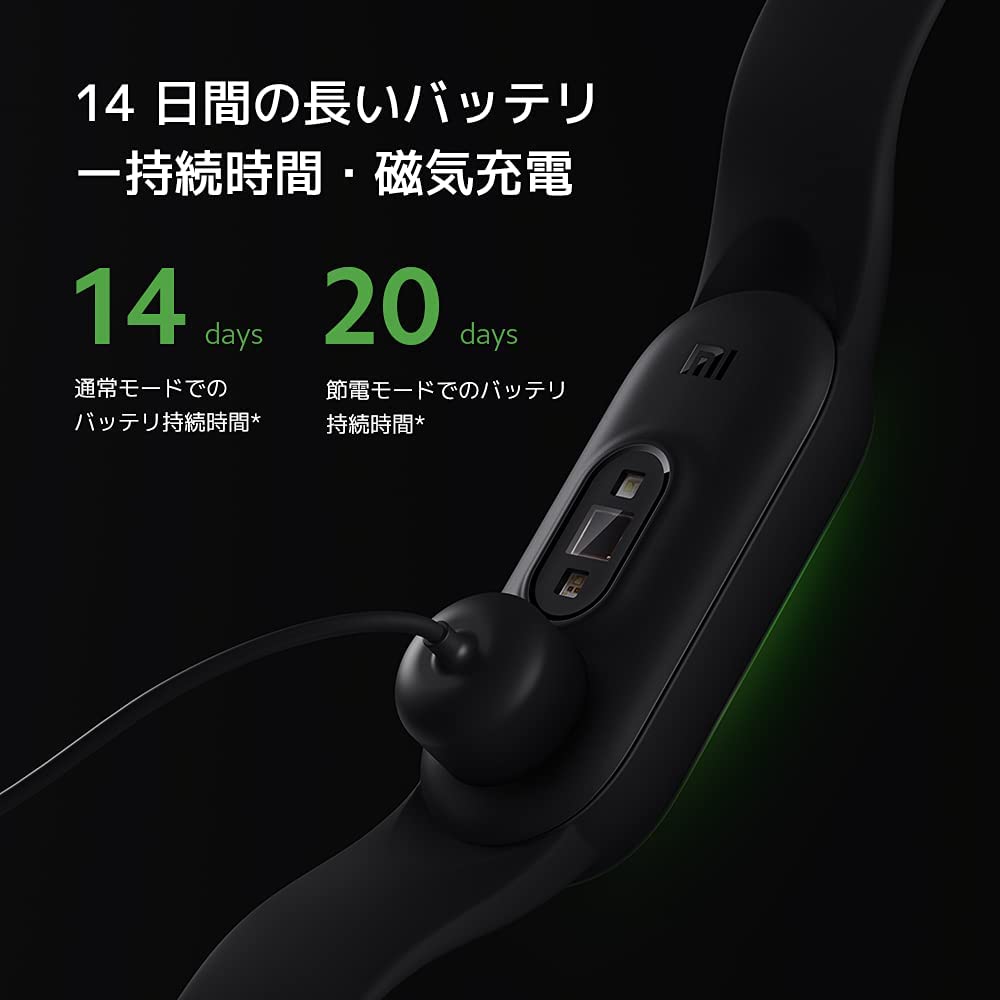 14 日間の長いバッテリ
ー持続時間・磁気充電
14 days
20 days
通常モードでの
バッテリ持続時間*
節電モードでのバッテリ
持続時間*
mi